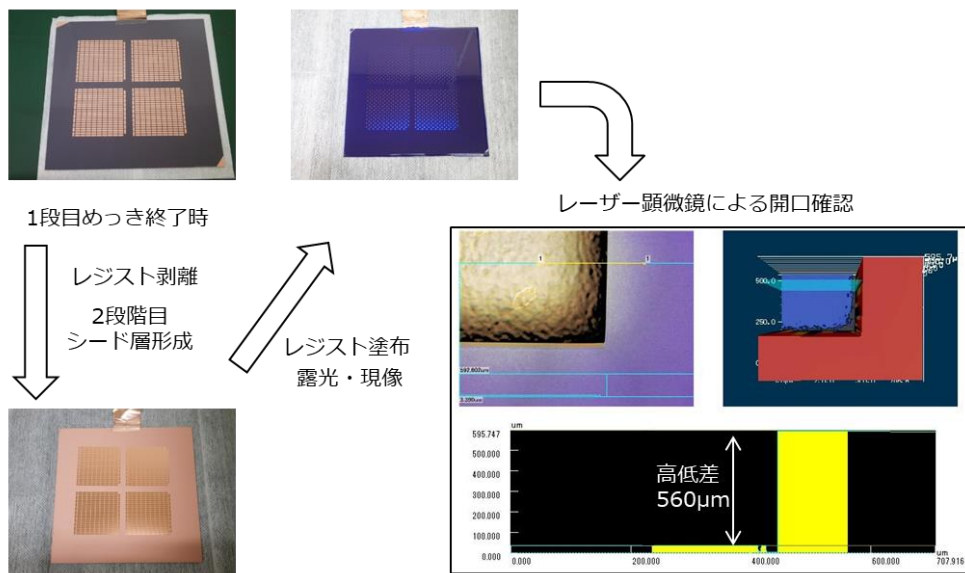 1段目めっき終了時
レジスト剥離
2段階目
シード層形成
レジスト塗布
露光・現像
レーザー顕微鏡による開口確認
1
1
500.0
250.0
um
595.747
500.000
400.000
300.000
200.000
100.000
0.000
高低差
560μm
0.000
200.000
400.000
600.000
707.916
um